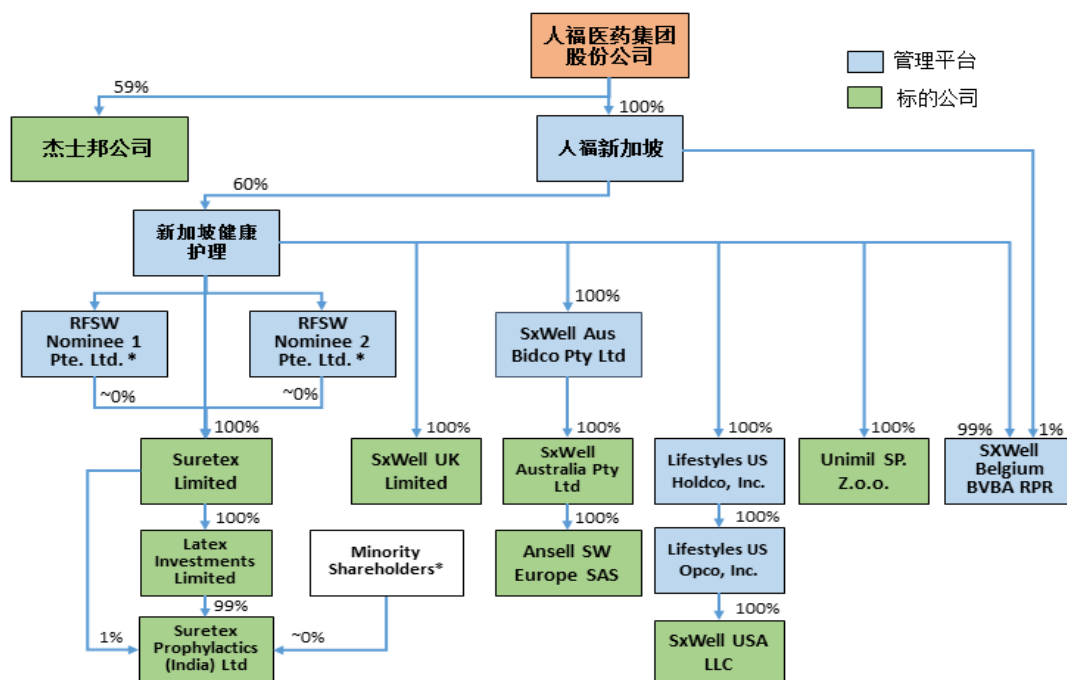 人福医药集团
股份公司
管理平台
标的公司
59%
100%
杰士邦公司
人福新加坡
60%
新加坡健康
护理
100%
RFSW
Nominee 1
Pte. Ltd. *
RFSW
Nominee 2
Pte. Ltd. *
SxWell Aus
Bidco Pty Ltd
~0%
~0%
100%
100%
100%
100%
100%
99%
1%
Suretex
Limited
SxWell UK
Limited
SxWell
Australia Pty
Ltd
Lifestyles US
Holdco, Inc.
Unimil SP.
Z.o.o.
SXWell
Belgium
BVBA RPR
100%
100%
100%
Latex
Investments
Limited
Minority
Shareholders*
Ansell SW
Europe SAS
Lifestyles US
Opco, Inc.
99%
100%
1%
Suretex
Prophylactics
(India) Ltd
~0%
SxWell USA
LLC